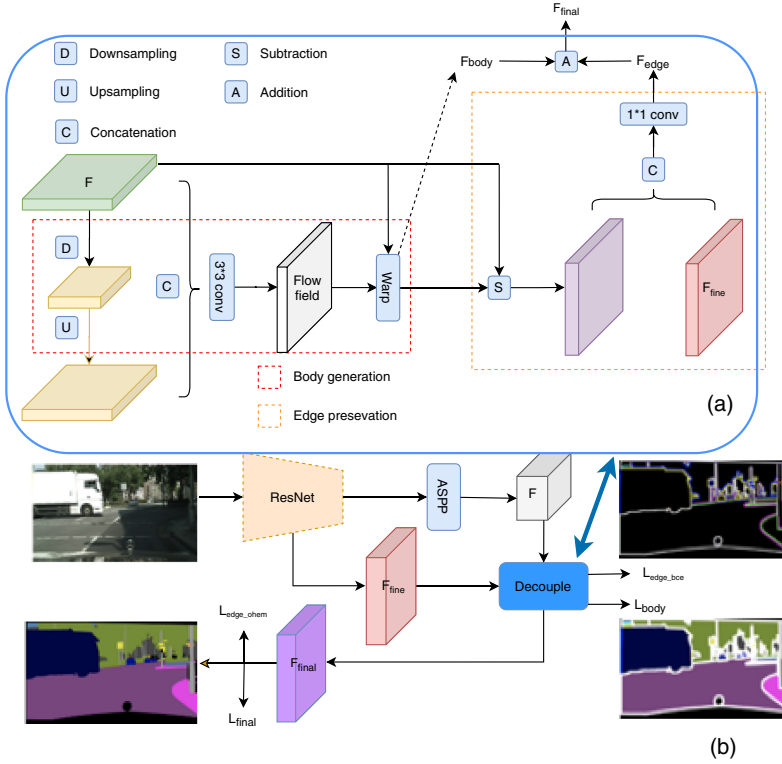 F_final
D Downsampling
S Subtraction
F_body
A
F_edge
U Upsampling
A Addition
1*1 conv
C Concatenation
C
F
D
C
3*3 conv
Flow
field
Warp
S
F_fine
U
Body generation
(a)
Edge presevation
ResNet
ASPP
F
F_fine
Decouple
L_edge_bce
L_body
L_edge_ohem
F_final
L_final
(b)